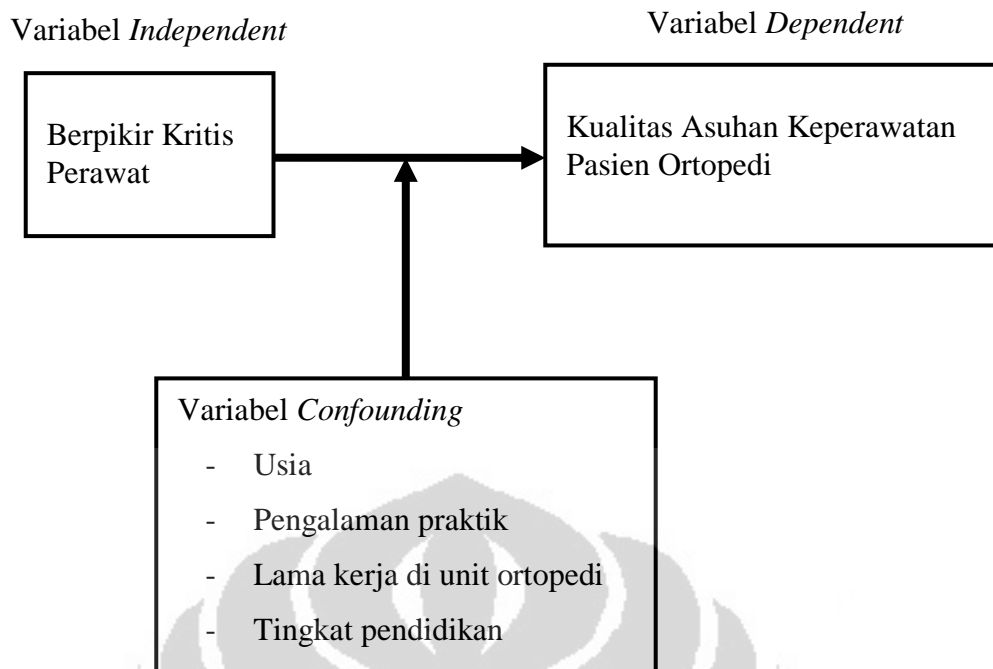 Variabel Independent
Variabel Dependent
Berpikir Kritis
Perawat
Kualitas Asuhan Keperawatan
Pasien Ortopedi
Variabel Confounding
- Usia
- Pengalaman praktik
- Lama kerja di unit ortopedi
- Tingkat pendidikan